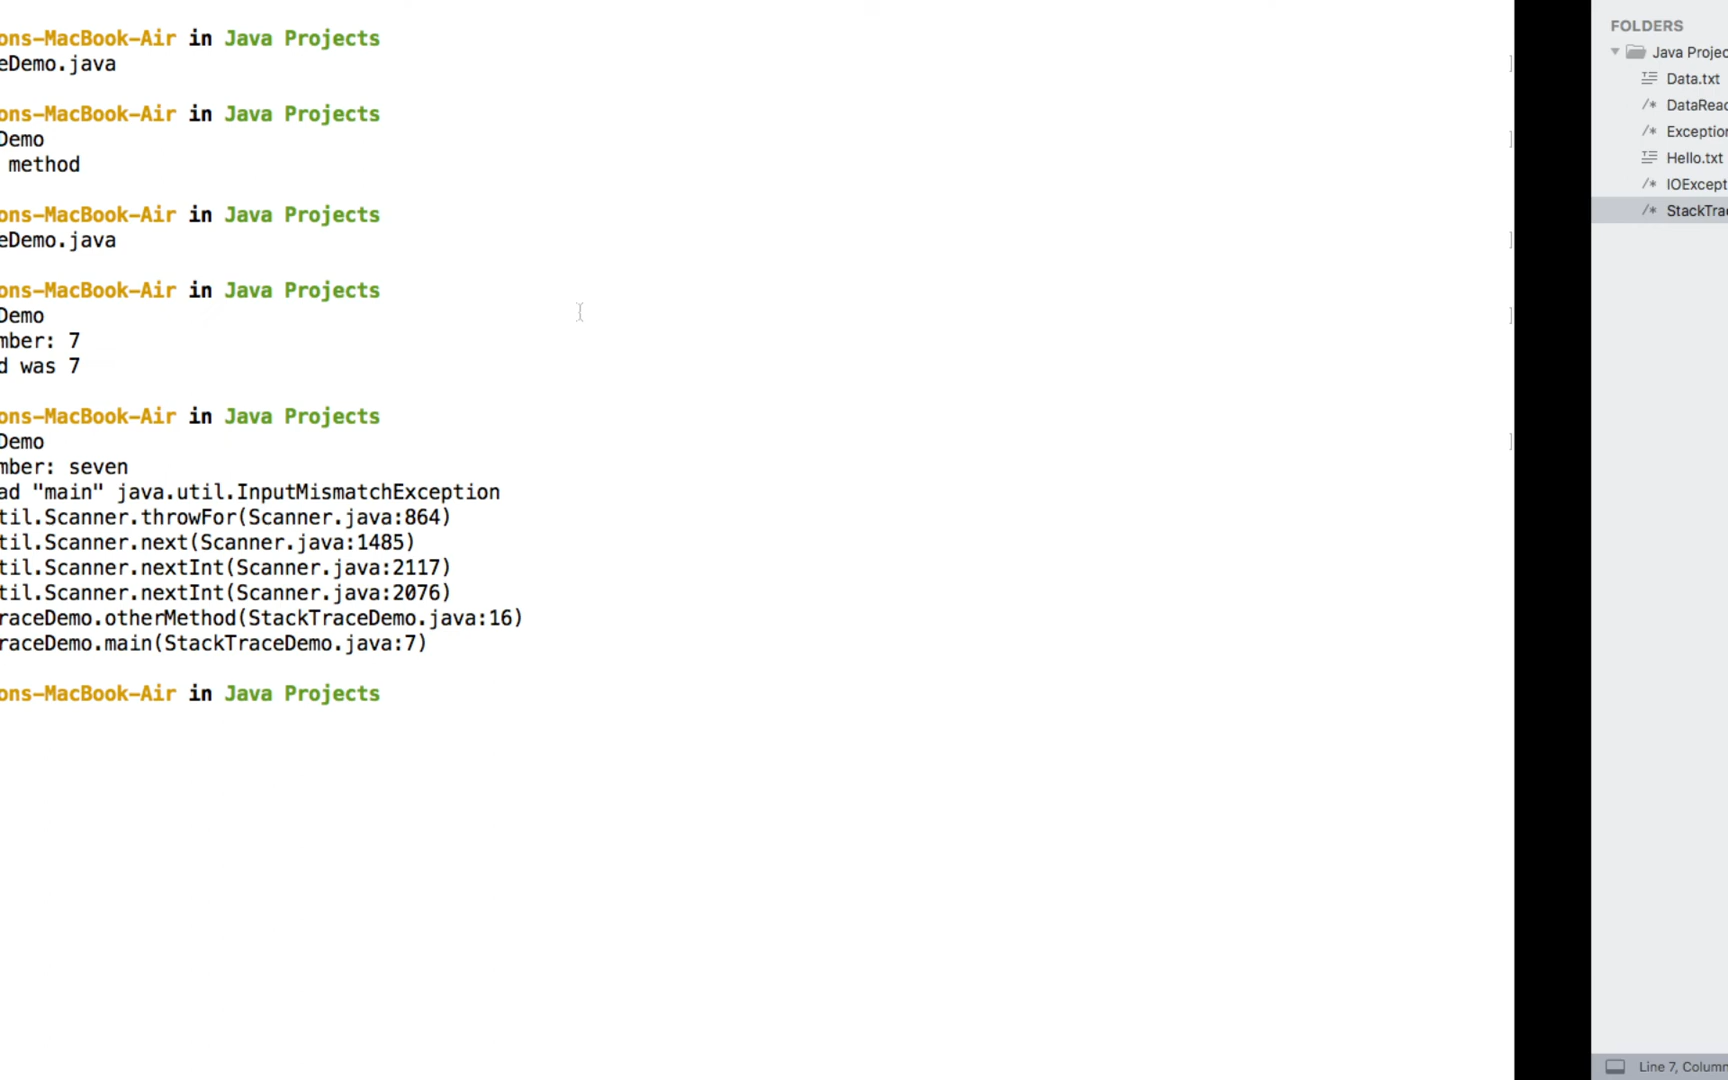 ons-MacBook-Air in Java Projects
eDemo.java
ons-MacBook-Air in Java Projects
Demo
method
ons-MacBook-Air in Java Projects
eDemo.java
ons-MacBook-Air in Java Projects
Demo
mber: 7
d was 7
ons-MacBook-Air in Java Projects
Demo
mber: seven
ad "main" java.util.InputMismatchException
til.Scanner.throwFor(Scanner.java:864)
til.Scanner.next(Scanner.java:1485)
til.Scanner.nextInt(Scanner.java:2117)
til.Scanner.nextInt(Scanner.java:2076)
raceDemo.otherMethod(StackTraceDemo.java:16)
raceDemo.main(StackTraceDemo.java:7)
ons-MacBook-Air in Java Projects
FOLDERS
Java Projec
Data.txt
/* DataReac
/* Exception
Hello.txt
/* IOExcept
/* StackTrac
Line 7, Column